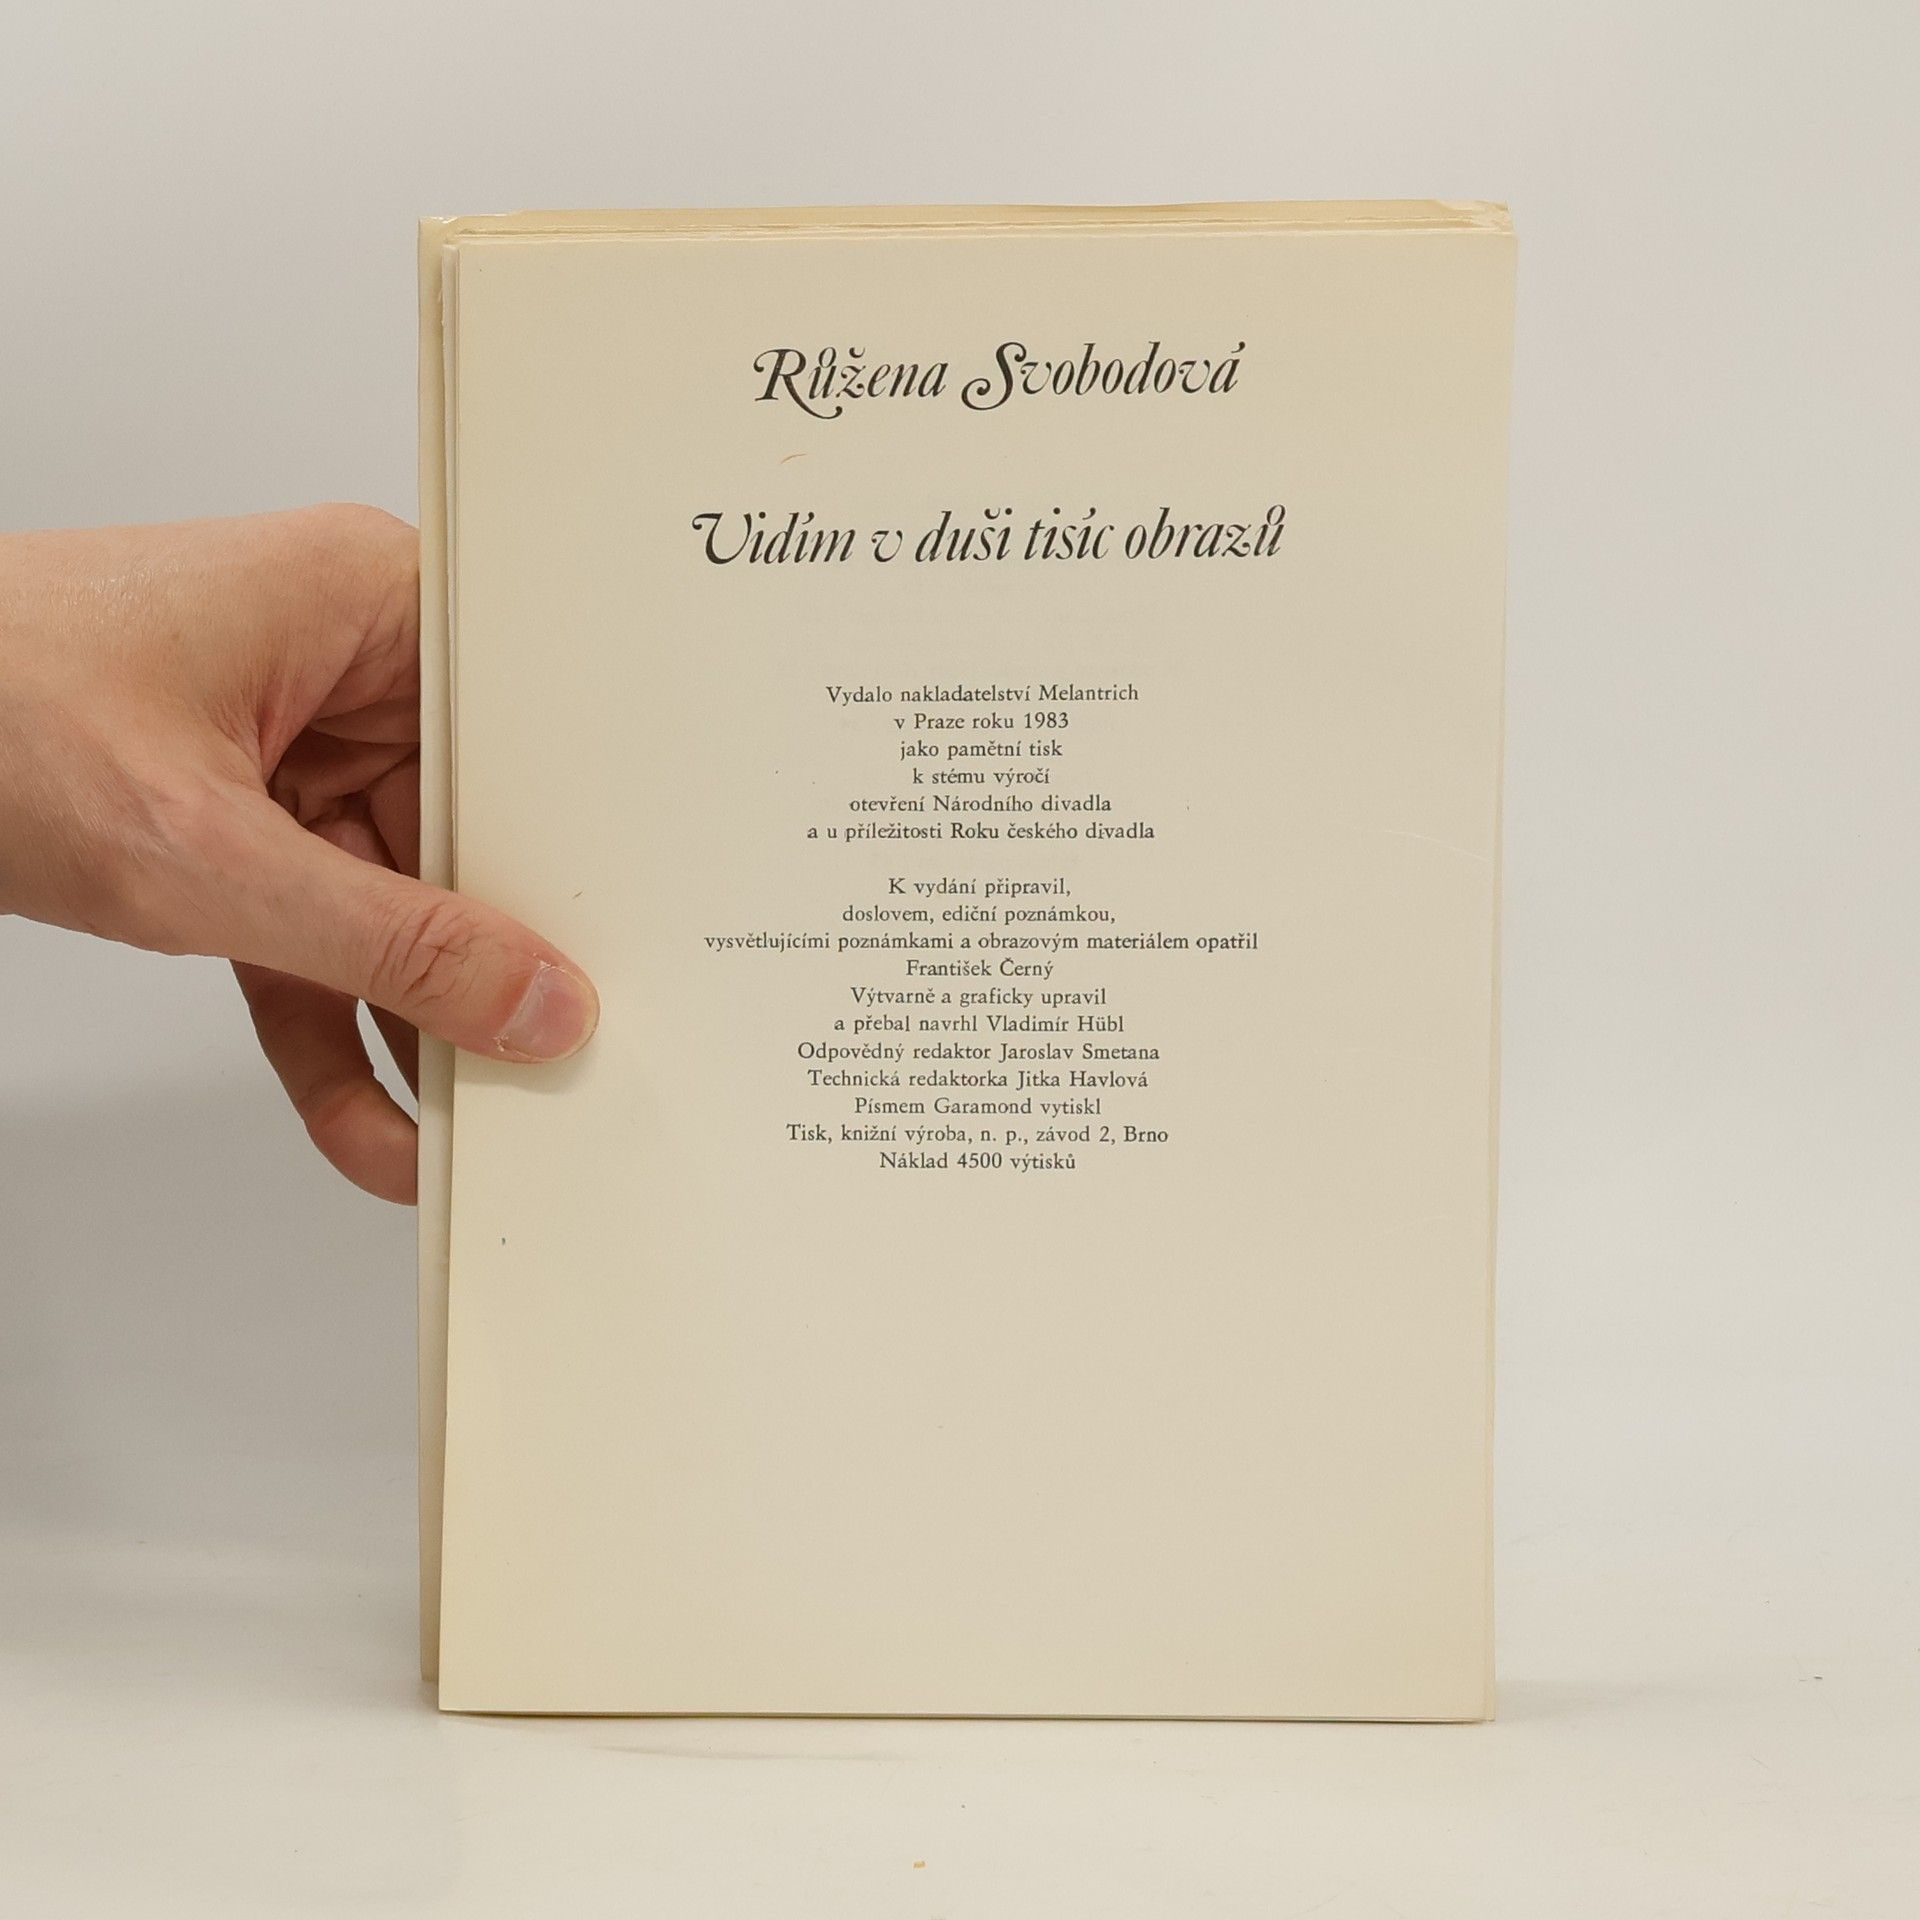 Růžena Svobodová
Vidím v duši tisíc obrazů
Vydalo nakladatelství Melantrich
v Praze roku 1983
jako pamětní tisk
k stému výročí
otevření Národního divadla
a u příležitosti Roku českého divadla
K vydání připravil,
doslovem, ediční poznámkou,
vysvětlujícími poznámkami a obrazovým materiálem opatřil
František Černý
Výtvarně a graficky upravil
a přebal navrhl Vladimír Hübl
Odpovědný redaktor Jaroslav Smetana
Technická redaktorka Jitka Havlová
Písmem Garamond vytiskl
Tisk, knižní výroba, n. p., závod 2, Brno
Náklad 4500 výtisků